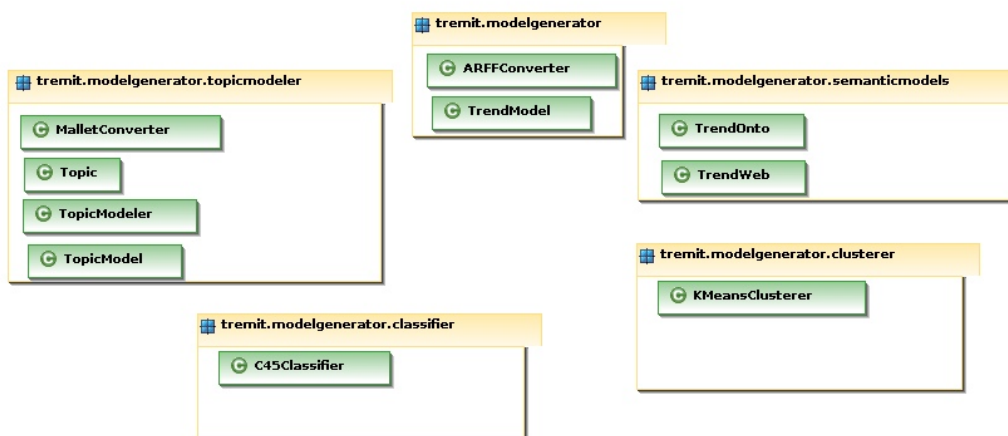 tremit.modelgenerator
ARFFConverter
TrendModel
tremit.modelgenerator.topicmodeler
MalletConverter
Topic
TopicModeler
TopicModel
tremit.modelgenerator.semanticmodels
TrendOnto
TrendWeb
tremit.modelgenerator.clusterer
KMeansClusterer
tremit.modelgenerator.classifier
C45Classifier